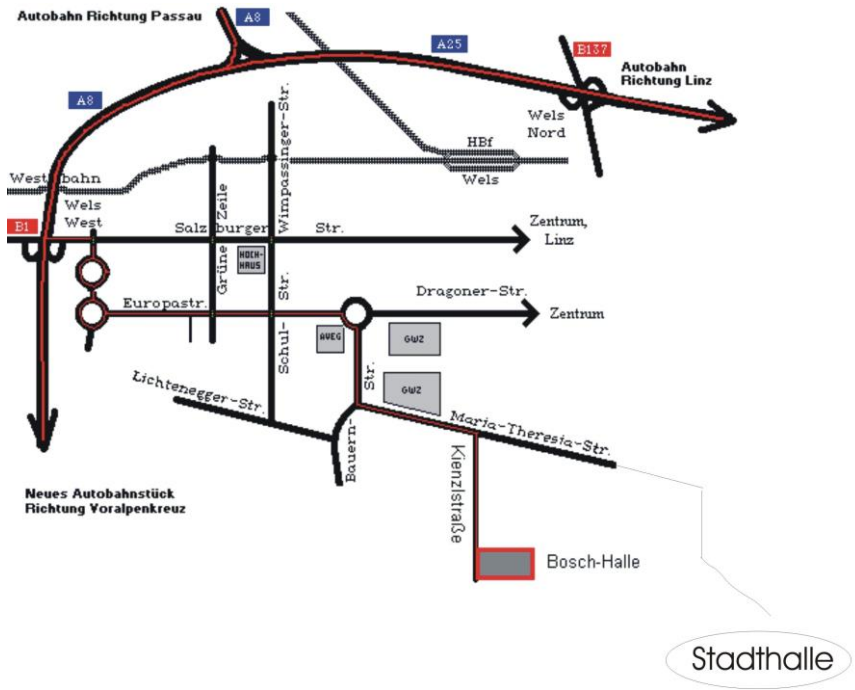 Autobahn Richtung Passau
A8
A25
B137
Autobahn
Richtung Linz
A8
Wels
Nord
HBf
Wels
Westbahn
Wels
West
B1
Salzburger Str.
Grüne Zeile
Wimpassinger-Str.
Zentrum,
Linz
HOCH-
HAUS
Europastr.
Schul- Str.
Dragoner-Str.
Zentrum
AVEG
GWZ
GWZ
Lichtenegger-Str.
Bauern- Str.
Maria-Theresia-Str.
Kienzlstraße
Neues Autobahnstück
Richtung Voralpenkreuz
Bosch-Halle
Stadthalle